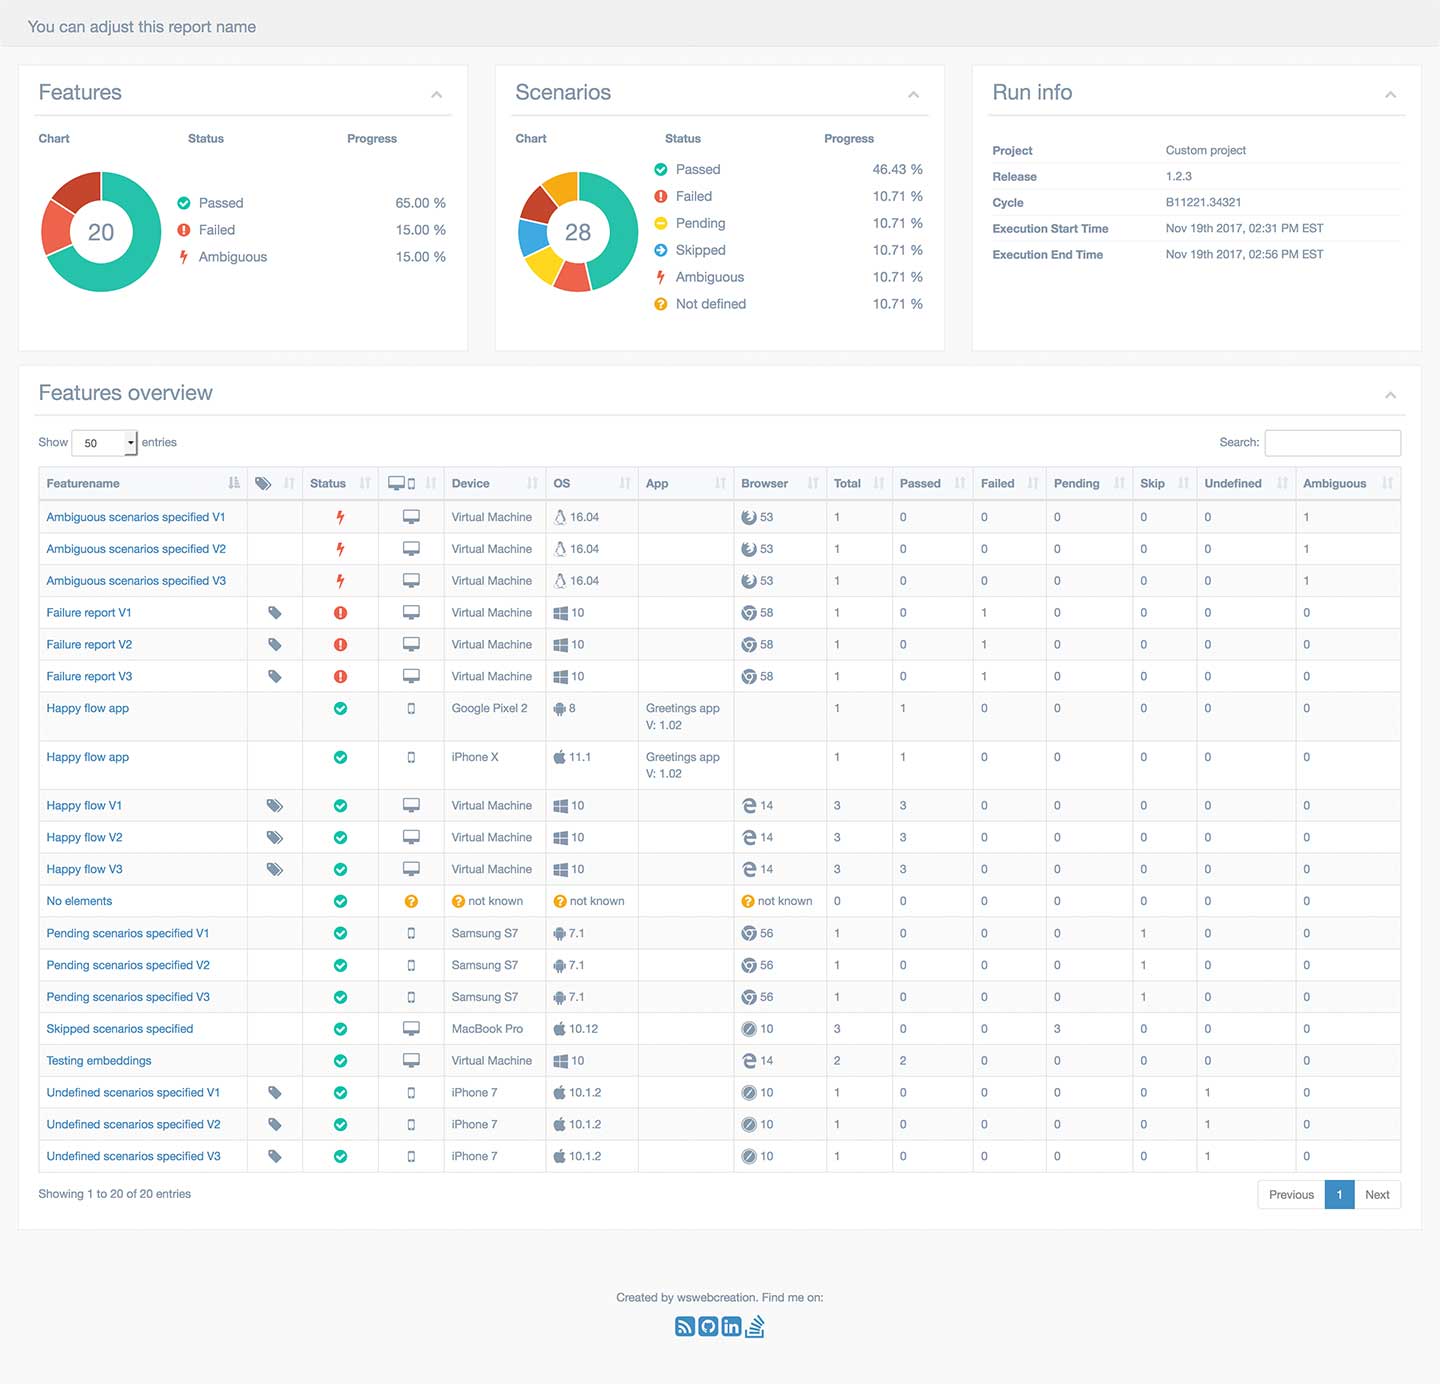 You can adjust this report name
Features
Chart Status Progress
20
Passed 65.00 %
Failed 15.00 %
Ambiguous 15.00 %
Scenarios
Chart Status Progress
28
Passed 46.43 %
Failed 10.71 %
Pending 10.71 %
Skipped 10.71 %
Ambiguous 10.71 %
Not defined 10.71 %
Run info
Project Custom project
Release 1.2.3
Cycle B11221.34321
Execution Start Time Nov 19th 2017, 02:31 PM EST
Execution End Time Nov 19th 2017, 02:56 PM EST
Features overview
Show 50 entries Search:
Featurename Status Device OS App Browser Total Passed Failed Pending Skip Undefined Ambiguous
Ambiguous scenarios specified V1 Virtual Machine 16.04 53 1 0 0 0 0 0 1
Ambiguous scenarios specified V2 Virtual Machine 16.04 53 1 0 0 0 0 0 1
Ambiguous scenarios specified V3 Virtual Machine 16.04 53 1 0 0 0 0 0 1
Failure report V1 Virtual Machine 10 58 1 0 1 0 0 0 0
Failure report V2 Virtual Machine 10 58 1 0 1 0 0 0 0
Failure report V3 Virtual Machine 10 58 1 0 1 0 0 0 0
Happy flow app Google Pixel 2 8 Greetings app 1 1 0 0 0 0 0
V: 1.02
Happy flow app iPhone X 11.1 Greetings app 1 1 0 0 0 0 0
V: 1.02
Happy flow V1 Virtual Machine 10 14 3 3 0 0 0 0 0
Happy flow V2 Virtual Machine 10 14 3 3 0 0 0 0 0
Happy flow V3 Virtual Machine 10 14 3 3 0 0 0 0 0
No elements not known not known not known 0 0 0 0 0 0 0
Pending scenarios specified V1 Samsung S7 7.1 56 1 0 0 0 1 0 0
Pending scenarios specified V2 Samsung S7 7.1 56 1 0 0 0 1 0 0
Pending scenarios specified V3 Samsung S7 7.1 56 1 0 0 0 1 0 0
Skipped scenarios specified MacBook Pro 10.12 10 3 0 0 3 0 0 0
Testing embeddings Virtual Machine 10 14 2 2 0 0 0 0 0
Undefined scenarios specified V1 iPhone 7 10.1.2 10 1 0 0 0 0 1 0
Undefined scenarios specified V2 iPhone 7 10.1.2 10 1 0 0 0 0 1 0
Undefined scenarios specified V3 iPhone 7 10.1.2 10 1 0 0 0 0 1 0
Showing 1 to 20 of 20 entries Previous 1 Next
Created by wswebcreation. Find me on: